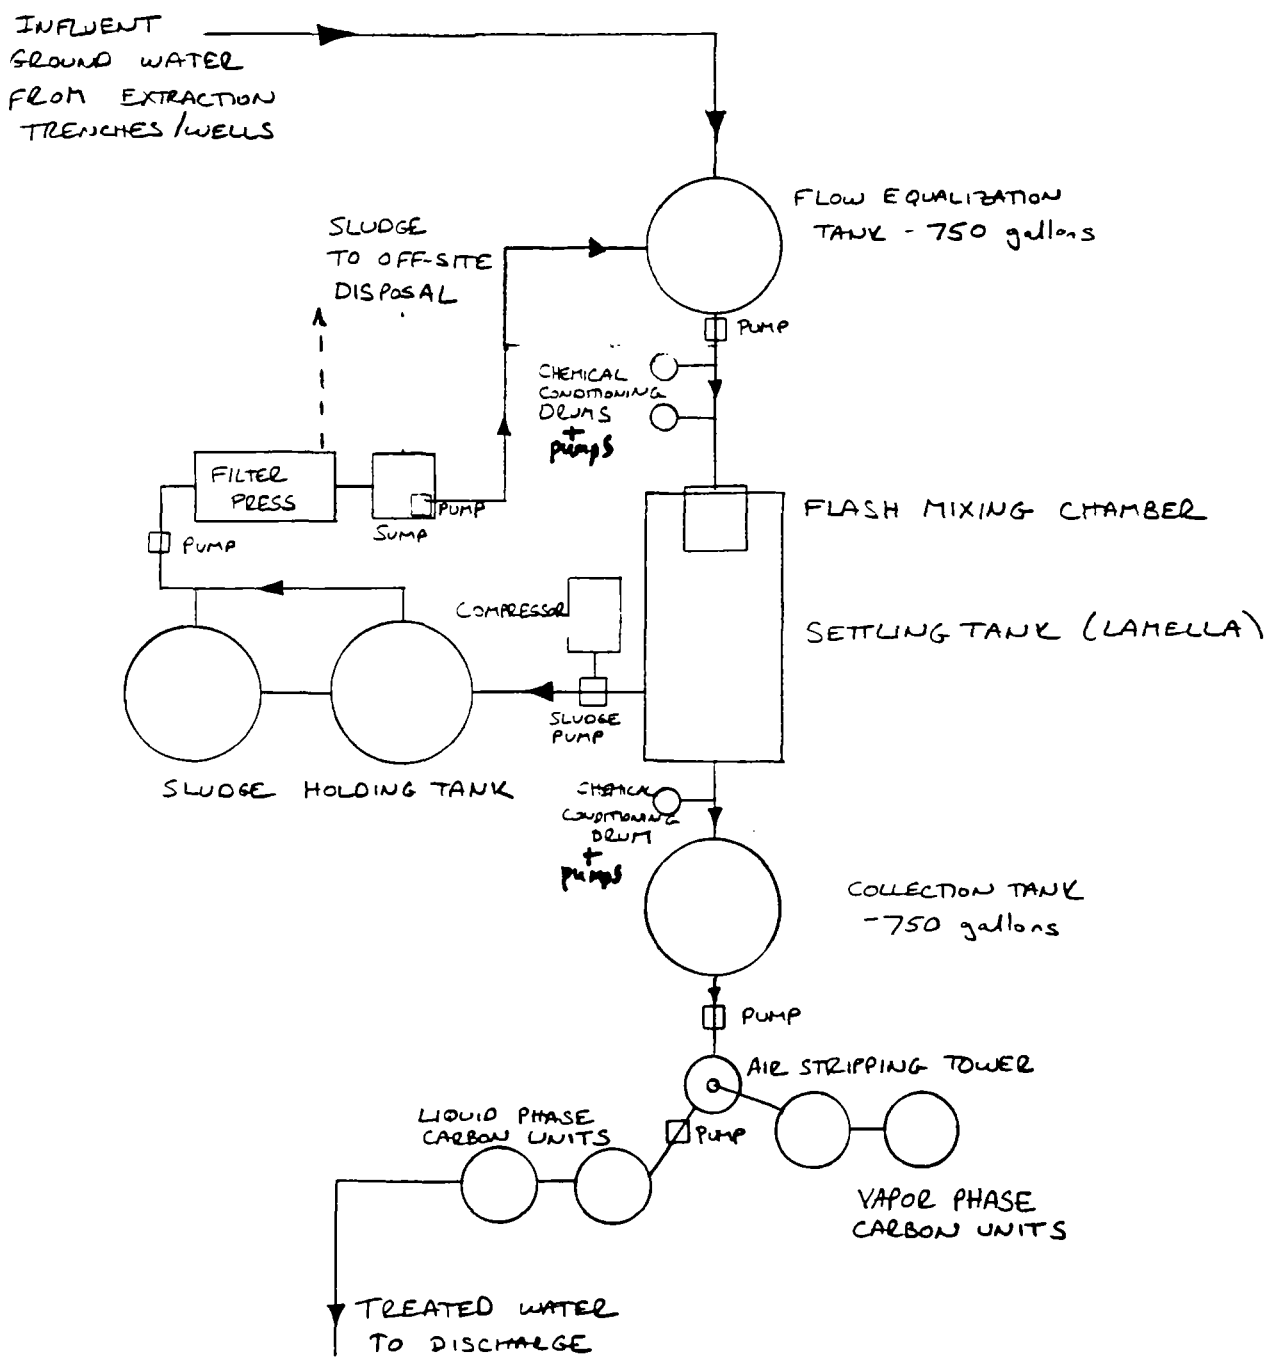 INFLUENT
GROUND WATER
FROM EXTRACTION
TRENCHES/WELLS
FLOW EQUALIZATION
TANK - 750 gallons
SLUDGE
TO OFF-SITE
DISPOSAL
PUMP
CHEMICAL
CONDITIONING
DRUMS
+
pumps
FILTER
PRESS
PUMP
SUMP
PUMP
FLASH MIXING CHAMBER
COMPRESSOR
SETTLING TANK (LAMELLA)
SLUDGE
PUMP
SLUDGE HOLDING TANK
CHEMICAL
CONDITIONING
DRUM
+
pumps
COLLECTION TANK
-750 gallons
PUMP
AIR STRIPPING TOWER
LIQUID PHASE
CARBON UNITS
PUMP
VAPOR PHASE
CARBON UNITS
TREATED WATER
TO DISCHARGE